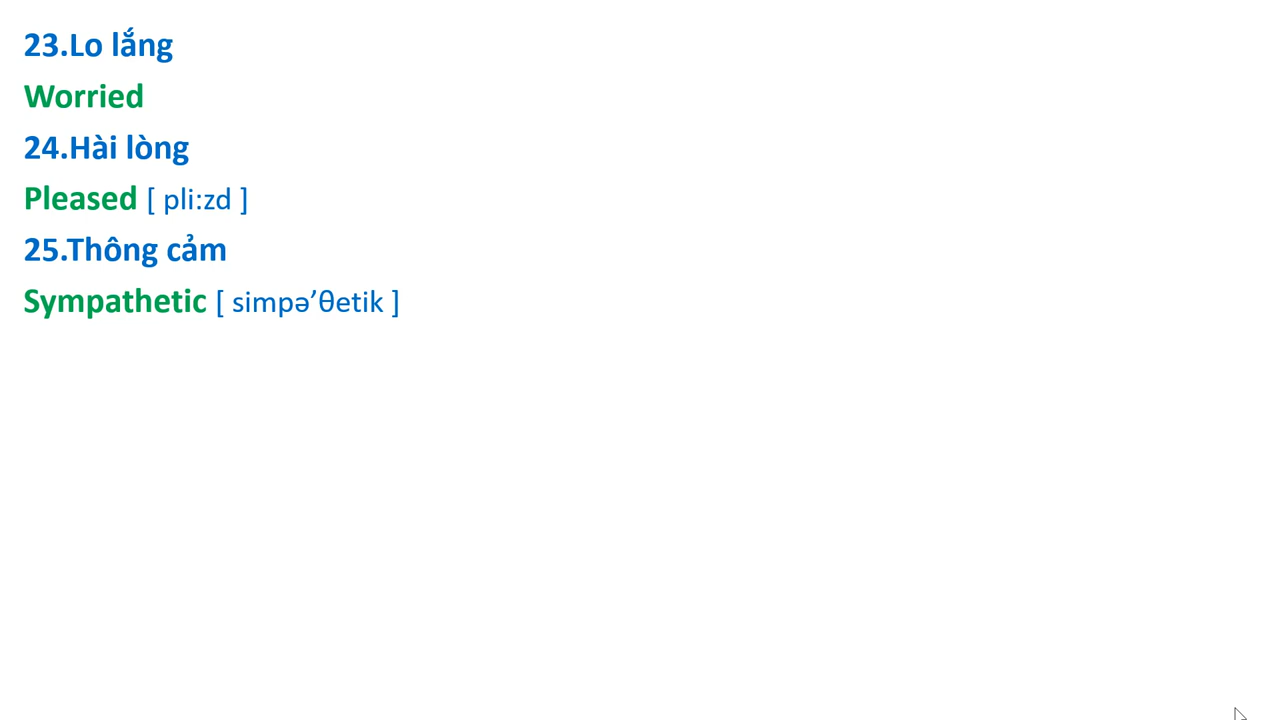 23.Lo lắng
Worried
24.Hài lòng
Pleased [ pli:zd ]
25.Thông cảm
Sympathetic [ simpə’θetik ]